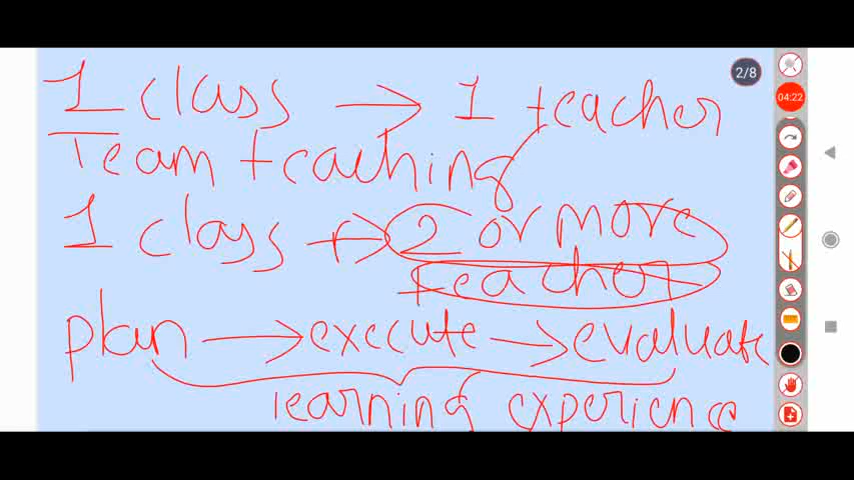 2/8
04:22
1 class → 1 teacher
Team teaching
1 class → 2 or more
teacher
plan → execute → evaluate
learning experience